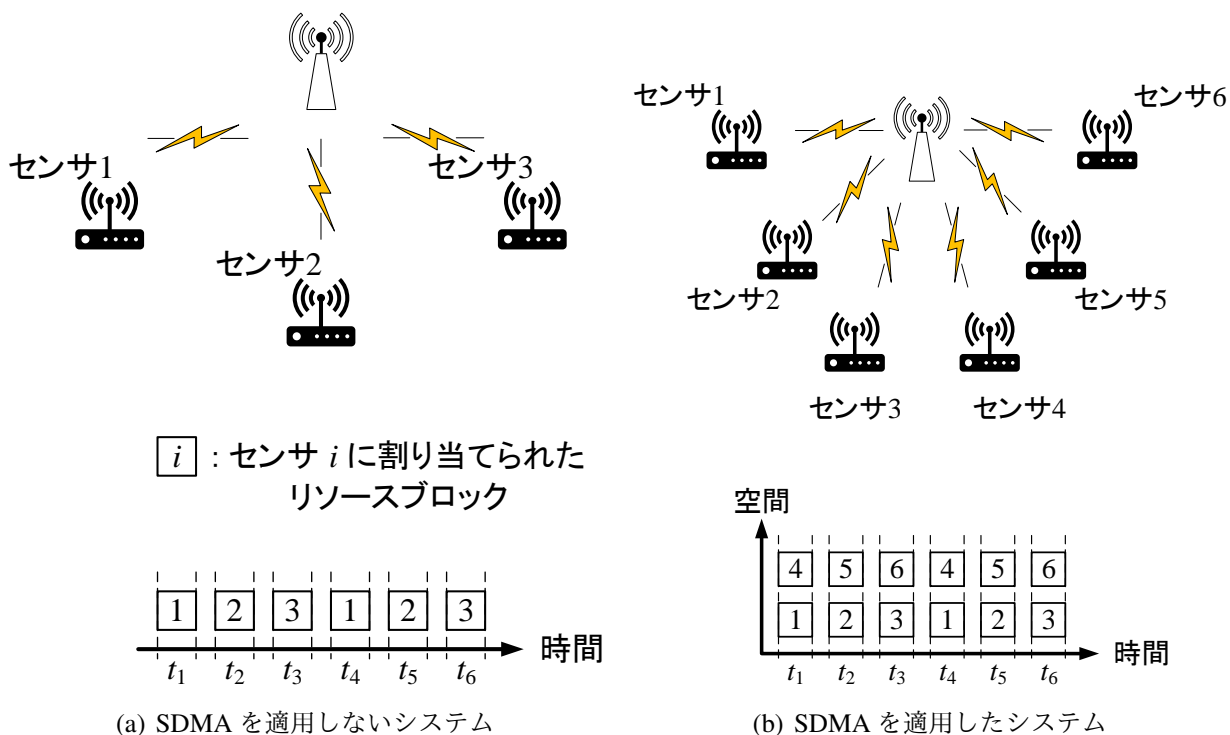 センサ1
センサ3
センサ2
i : センサ i に割り当てられた
リソースブロック
1 2 3 1 2 3
時間
t1 t2 t3 t4 t5 t6
(a) SDMA を適用しないシステム
センサ1
センサ6
センサ2
センサ5
センサ3
センサ4
空間
4 5 6 4 5 6
1 2 3 1 2 3
時間
t1 t2 t3 t4 t5 t6
(b) SDMA を適用したシステム